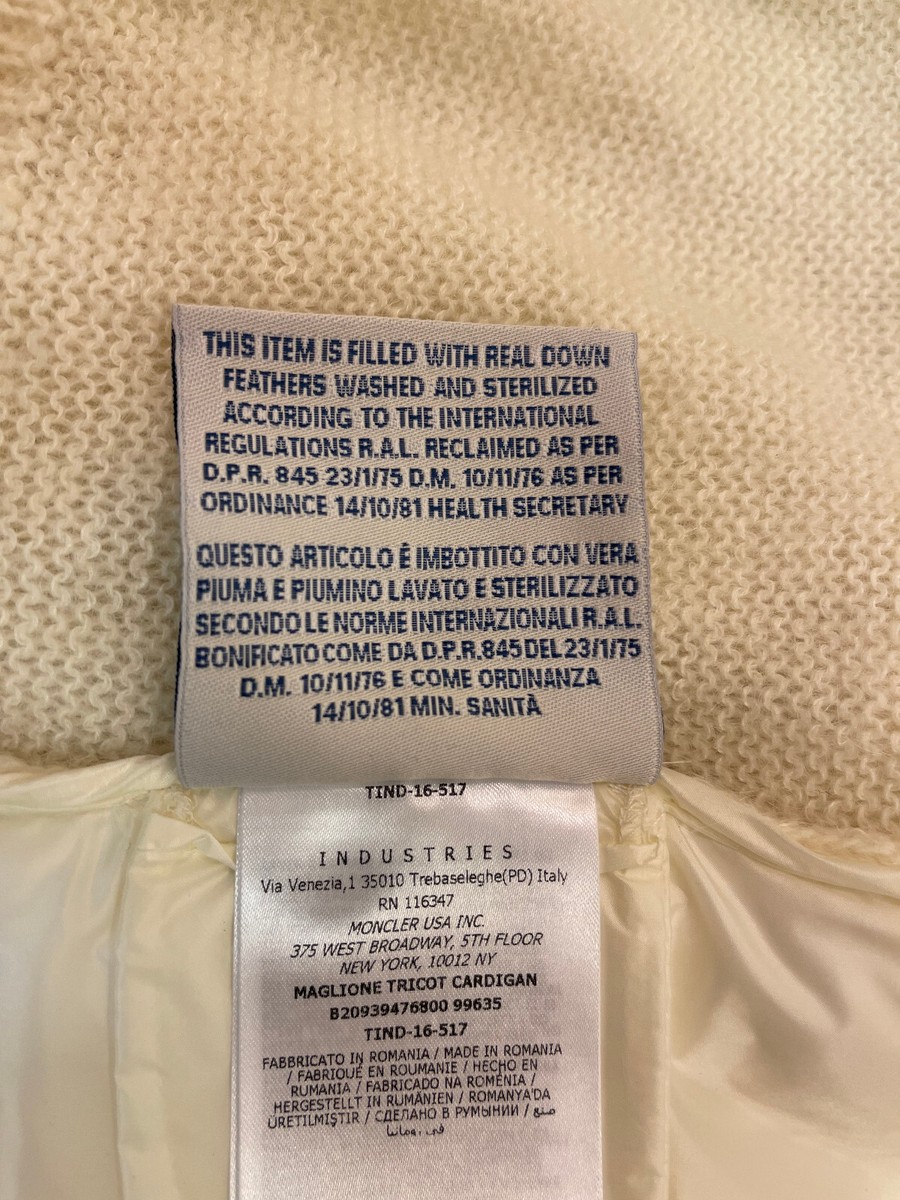 THIS ITEM IS FILLED WITH REAL DOWN
FEATHERS WASHED AND STERILIZED
ACCORDING TO THE INTERNATIONAL
REGULATIONS R.A.L. RECLAIMED AS PER
D.P.R. 845 23/1/75 D.M. 10/11/76 AS PER
ORDINANCE 14/10/81 HEALTH SECRETARY
QUESTO ARTICOLO È IMBOTTITO CON VERA
PIUMA E PIUMINO LAVATO E STERILIZZATO
SECONDO LE NORME INTERNAZIONALI R.A.L.
BONIFICATO COME DA D.P.R.845 DEL 23/1/75
D.M. 10/11/76 E COME ORDINANZA
14/10/81 MIN. SANITÀ
TIND-16-517
INDUSTRIES
Via Venezia,1 35010 Trebaseleghe(PD) Italy
RN 116347
MONCLER USA INC.
375 WEST BROADWAY, 5TH FLOOR
NEW YORK, 10012 NY
MAGLIONE TRICOT CARDIGAN
B20939476800 99635
TIND-16-517
FABBRICATO IN ROMANIA / MADE IN ROMANIA
/ FABRIQUÉ EN ROUMANIE / HECHO EN
RUMANIA / FABRICADO NA ROMÉNIA /
HERGESTELLT IN RUMÄNIEN / ROMANYA'DA
ÜRETILMIŞTIR / СДЕЛАНО В РУМЫНИИ / صنع
في رومانيا